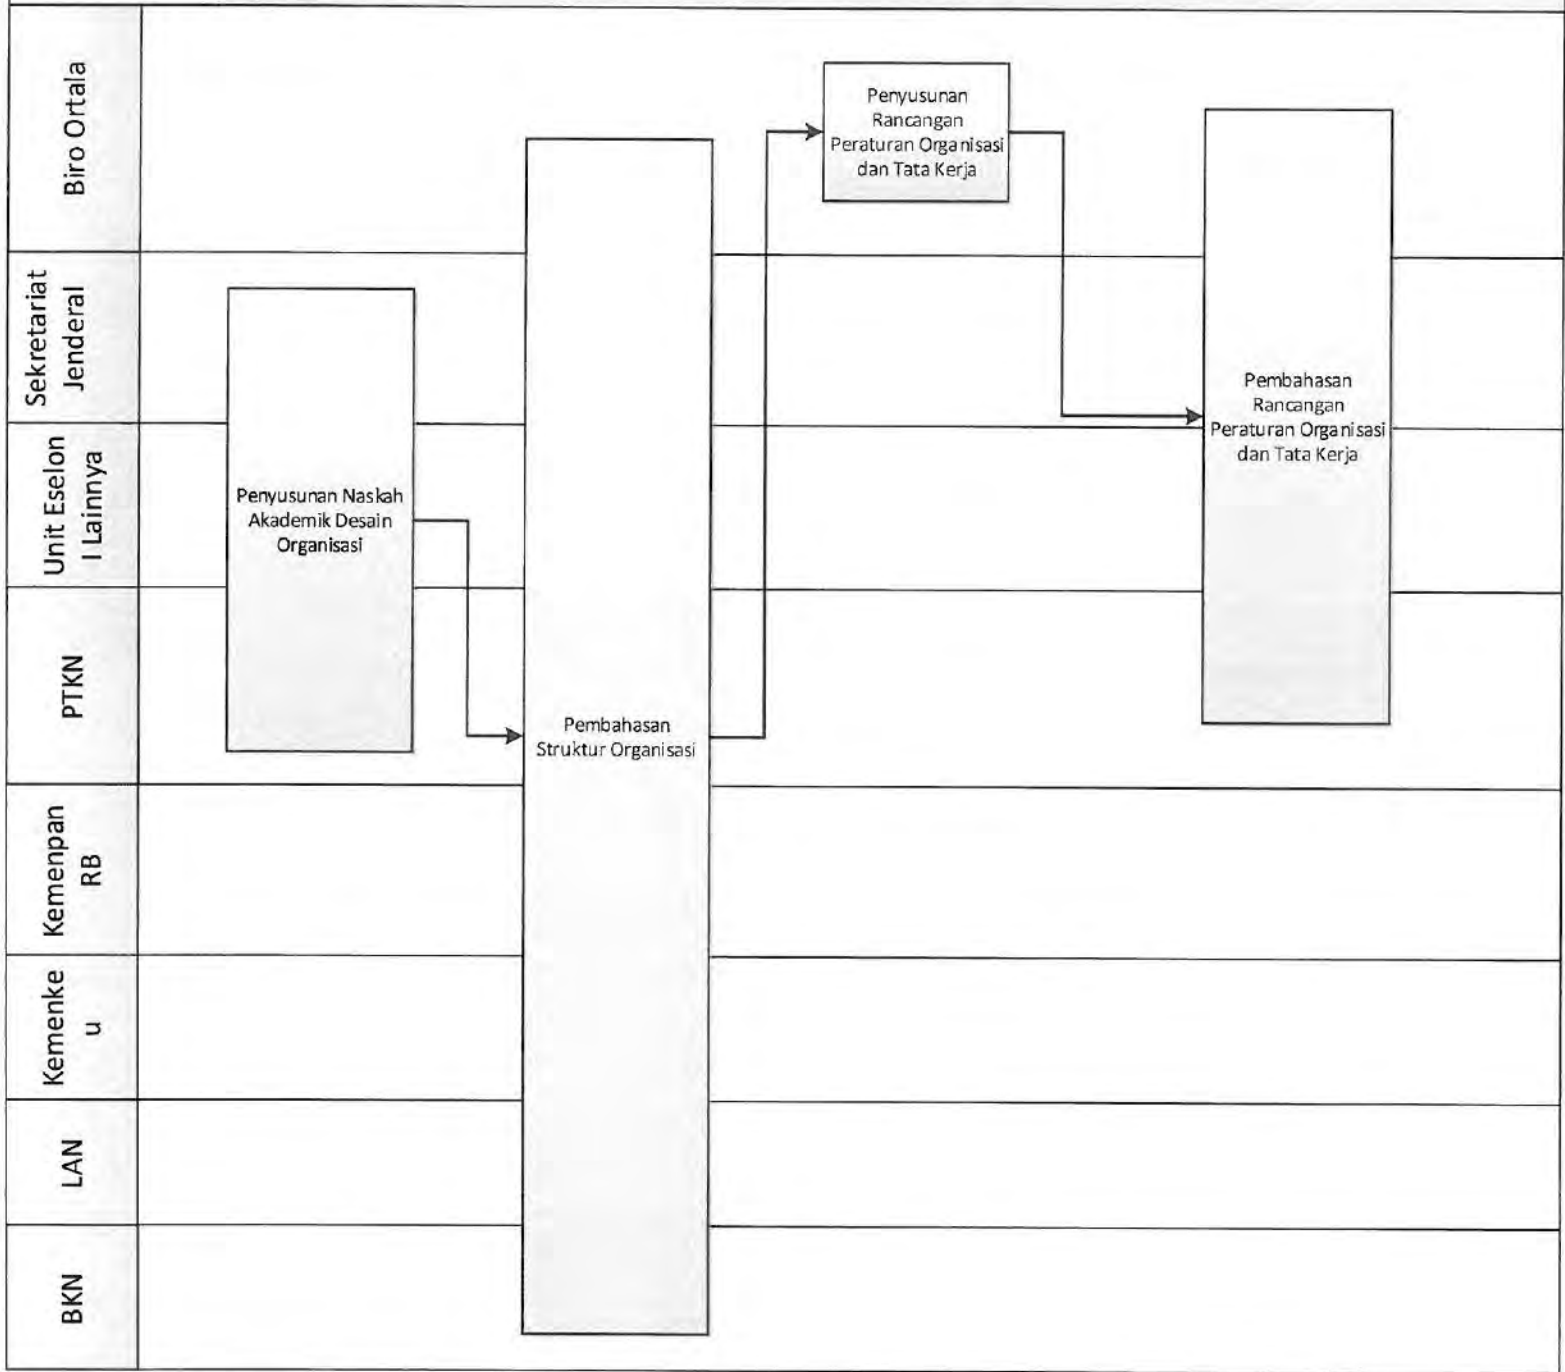 Biro Ortala
Sekretariat
Jenderal
Unit Eselon
I Lainnya
PTKN
Kemenpan
RB
Kemenke
u
LAN
BKN
Penyusunan Naskah
Akademik Desain
Organisasi
Pembahasan
Struktur Organisasi
Penyusunan
Rancangan
Peraturan Organisasi
dan Tata Kerja
Pembahasan
Rancangan
Peraturan Organisasi
dan Tata Kerja